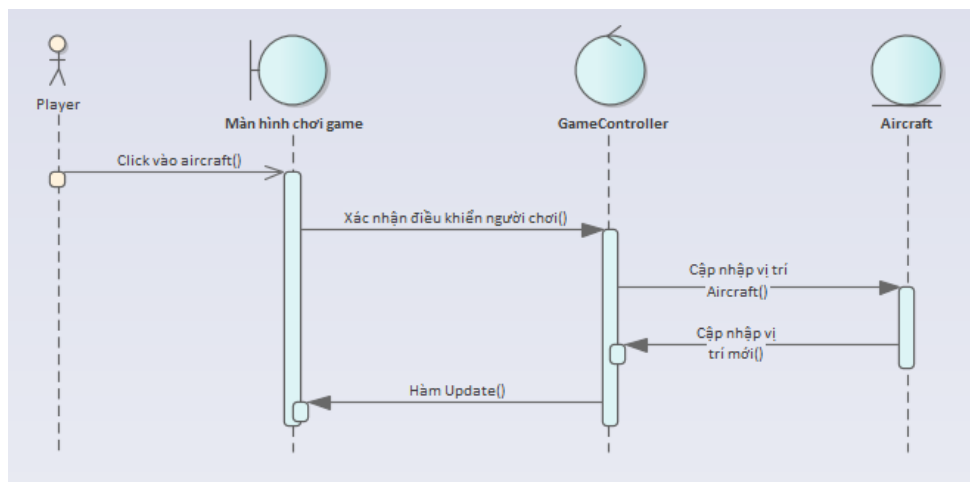 Player
Màn hình chơi game
GameController
Aircraft
Click vào aircraft()
Xác nhận điều khiển người chơi()
Cập nhập vị trí
Aircraft()
Cập nhập vị
trí mới()
Hàm Update()